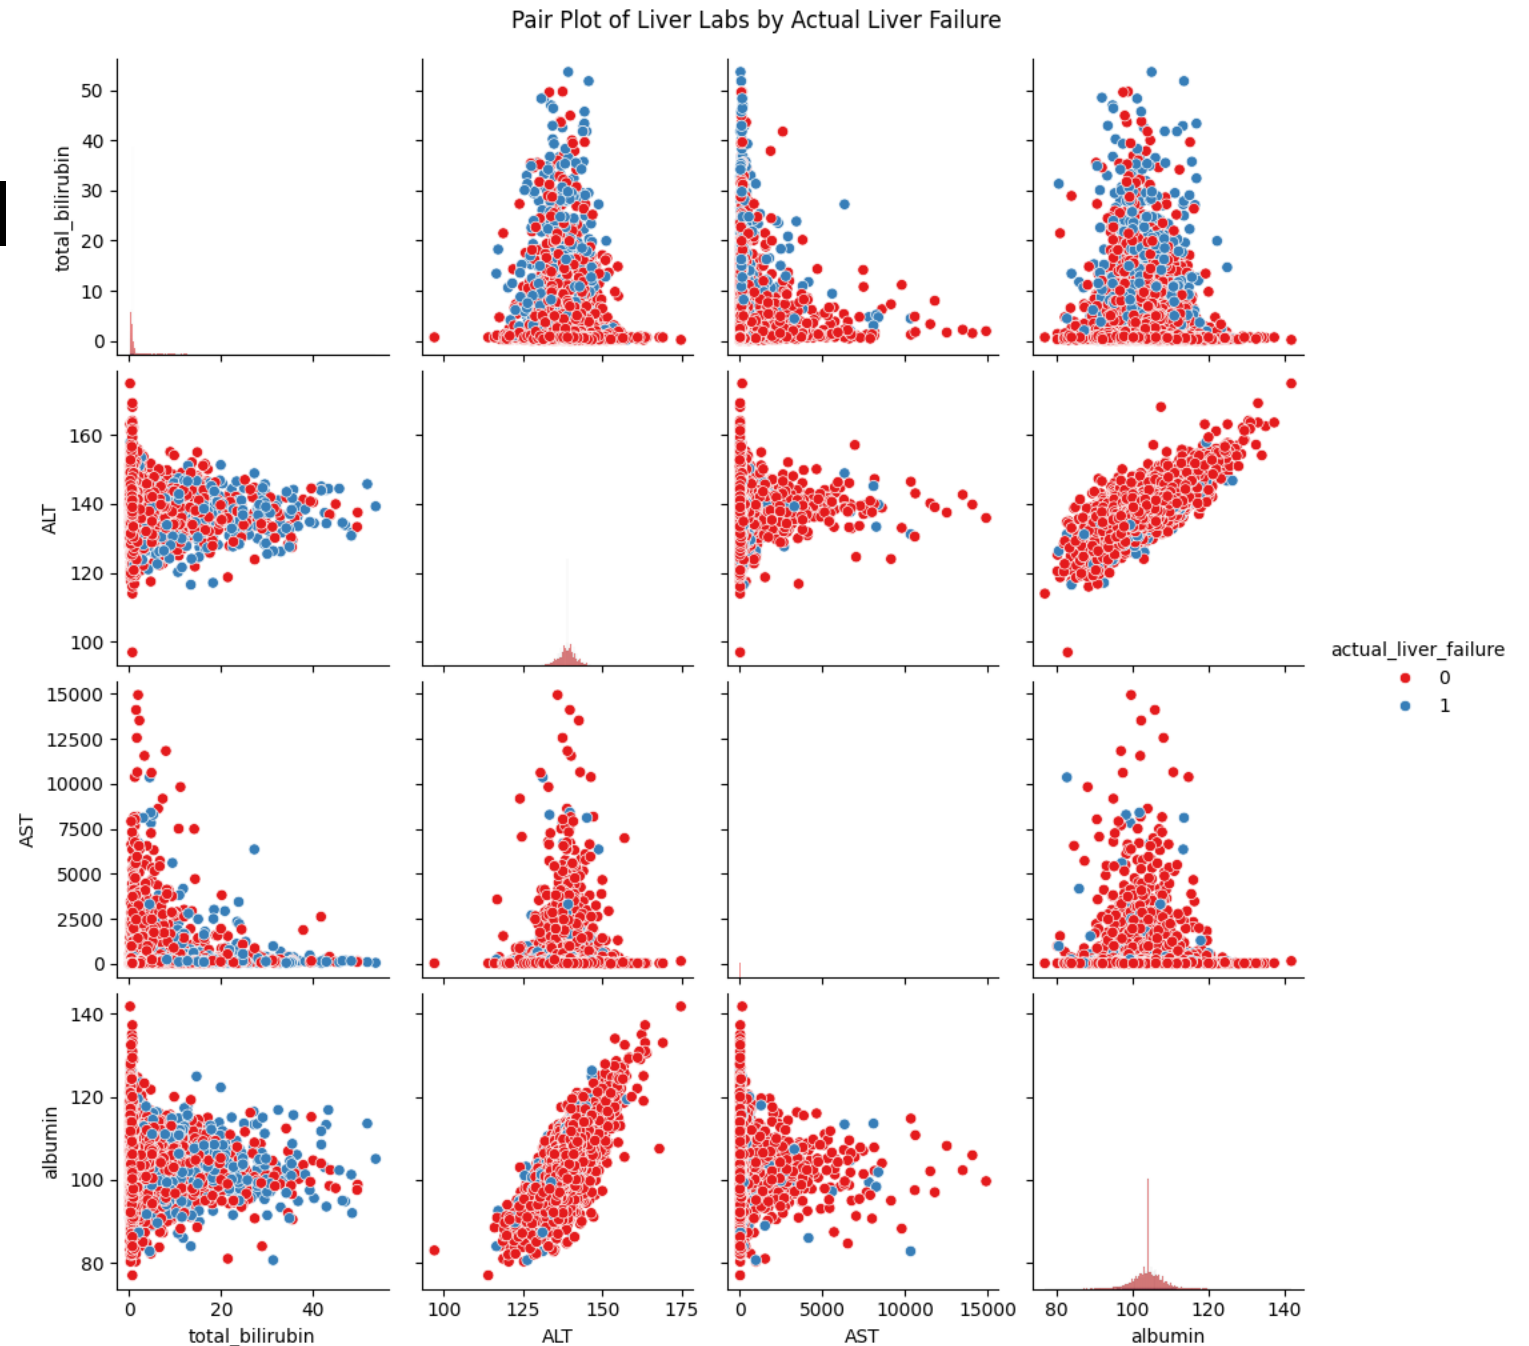 Pair Plot of Liver Labs by Actual Liver Failure
total_bilirubin
50
40
30
20
10
0
ALT
160
140
120
100
AST
15000
12500
10000
7500
5000
2500
0
albumin
140
120
100
80
0 20 40
total_bilirubin
100 125 150 175
ALT
0 5000 10000 15000
AST
80 100 120 140
albumin
actual_liver_failure
0
1